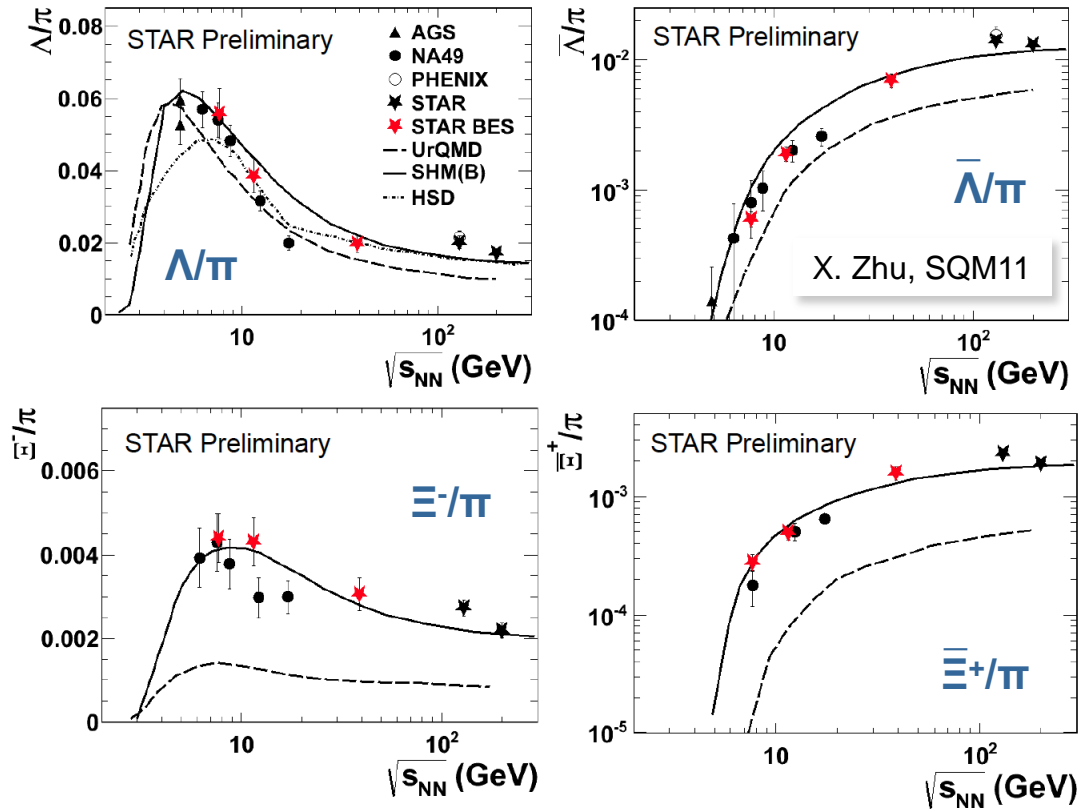 Λ/π
STAR Preliminary
0.08
0.06
0.04
0.02
0
AGS
NA49
PHENIX
STAR
STAR BES
UrQMD
SHM(B)
HSD
Λ/π
10
10²
√sNN (GeV)
Λ̅/π
STAR Preliminary
10⁻²
10⁻³
10⁻⁴
Λ̅/π
X. Zhu, SQM11
10
10²
√sNN (GeV)
Ξ⁻/π
STAR Preliminary
0.006
0.004
0.002
0
Ξ⁻/π
10
10²
√sNN (GeV)
Ξ̅⁺/π
STAR Preliminary
10⁻³
10⁻⁴
10⁻⁵
Ξ̅⁺/π
10
10²
√sNN (GeV)